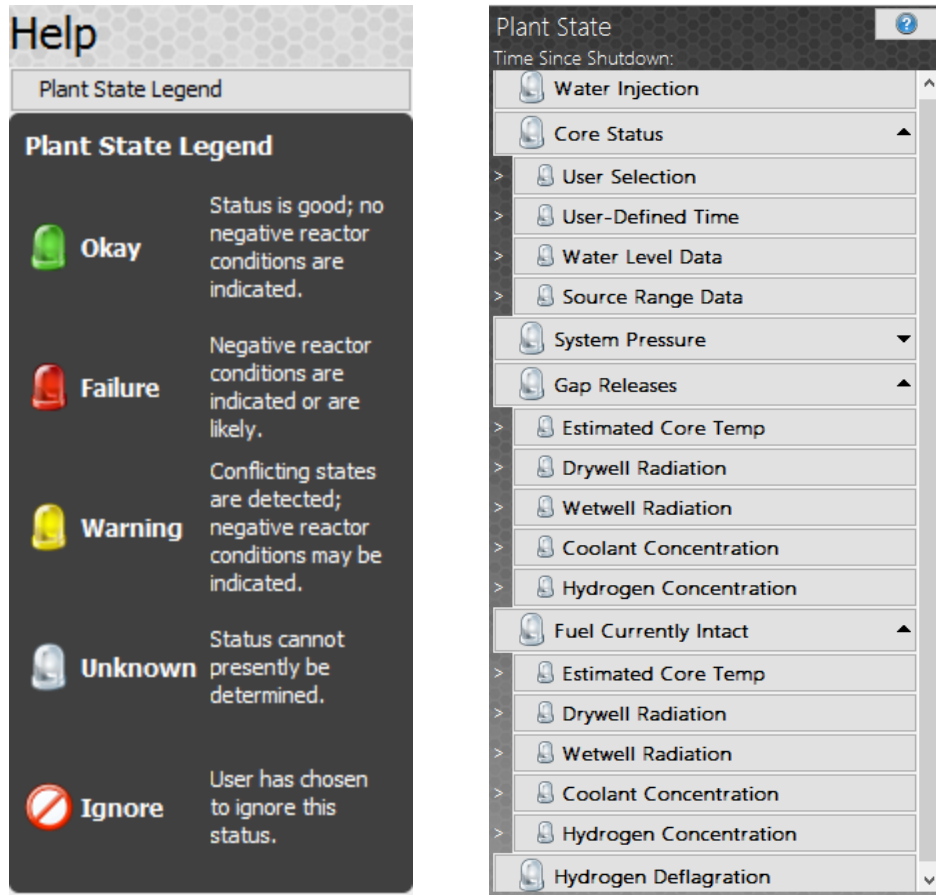 Help
Plant State Legend
Plant State Legend
Okay
Status is good; no
negative reactor
conditions are
indicated.
Failure
Negative reactor
conditions are
indicated or are
likely.
Warning
Conflicting states
are detected;
negative reactor
conditions may be
indicated.
Unknown
Status cannot
presently be
determined.
Ignore
User has chosen
to ignore this
status.
Plant State
?
Time Since Shutdown:
Water Injection
Core Status
> User Selection
> User-Defined Time
> Water Level Data
> Source Range Data
System Pressure
Gap Releases
> Estimated Core Temp
> Drywell Radiation
> Wetwell Radiation
> Coolant Concentration
> Hydrogen Concentration
Fuel Currently Intact
> Estimated Core Temp
> Drywell Radiation
> Wetwell Radiation
> Coolant Concentration
> Hydrogen Concentration
Hydrogen Deflagration